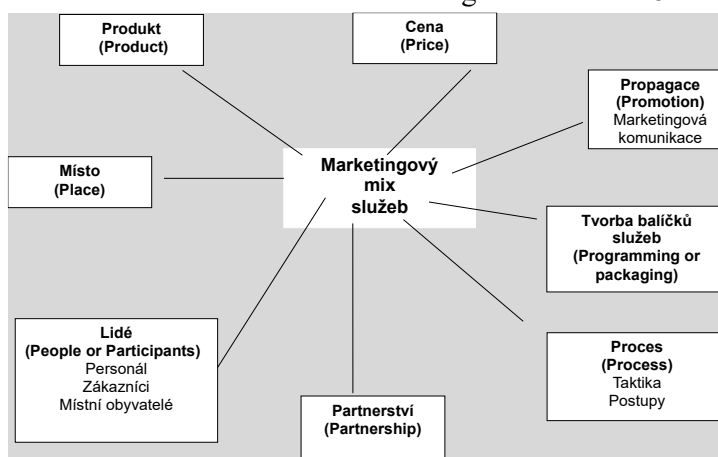 Produkt
(Product)
Cena
(Price)
Propagace
(Promotion)
Marketingová
komunikace
Místo
(Place)
Marketingový
mix
služeb
Tvorba balíčků
služeb
(Programming or
packaging)
Lidé
(People or Participants)
Personál
Zákazníci
Místní obyvatelé
Proces
(Process)
Taktika
Postupy
Partnerství
(Partnership)